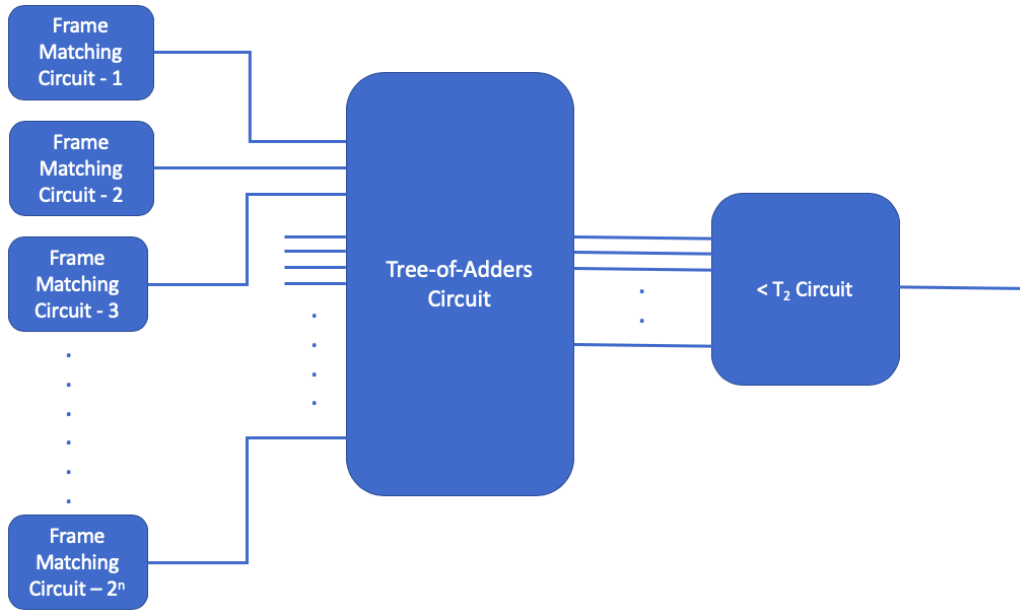 Frame
Matching
Circuit - 1
Frame
Matching
Circuit - 2
Frame
Matching
Circuit - 3
Frame
Matching
Circuit – 2ⁿ
Tree-of-Adders
Circuit
< T₂ Circuit